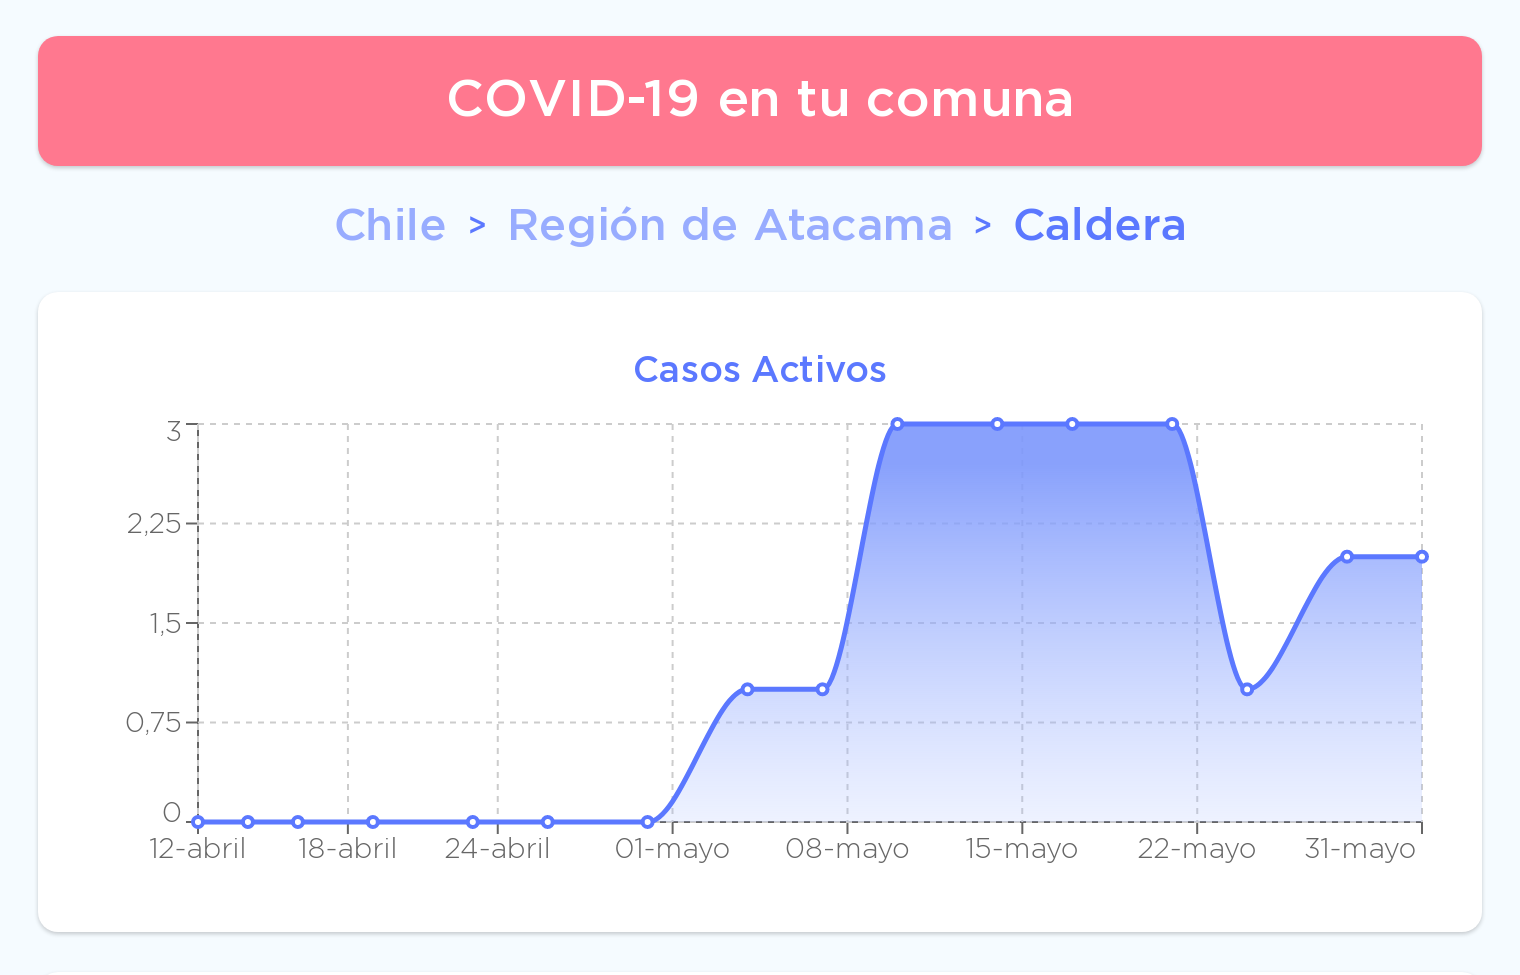 COVID-19 en tu comuna
Chile > Región de Atacama > Caldera
Casos Activos
3
2,25
1,5
0,75
0
12-abril 18-abril 24-abril 01-mayo 08-mayo 15-mayo 22-mayo 31-mayo